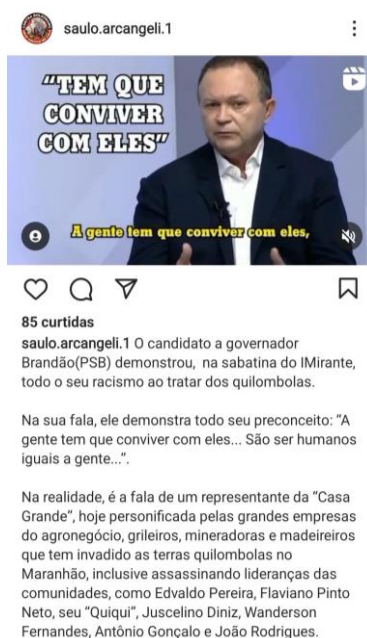 saulo.arcangeli.1
“TEM QUE
CONVIVER
COM ELES”
A gente tem que conviver com eles,
85 curtidas
saulo.arcangeli.1 O candidato a governador
Brandão(PSB) demonstrou, na sabatina do IMirante,
todo o seu racismo ao tratar dos quilombolas.
Na sua fala, ele demonstra todo seu preconceito: “A
gente tem que conviver com eles... São ser humanos
iguais a gente...”.
Na realidade, é a fala de um representante da “Casa
Grande”, hoje personificada pelas grandes empresas
do agronegócio, grileiros, mineradoras e madeireiros
que tem invadido as terras quilombolas no
Maranhão, inclusive assassinando lideranças das
comunidades, como Edvaldo Pereira, Flaviano Pinto
Neto, seu “Quiqui”, Juscelino Diniz, Wanderson
Fernandes, Antônio Gonçalo e João Rodrigues.